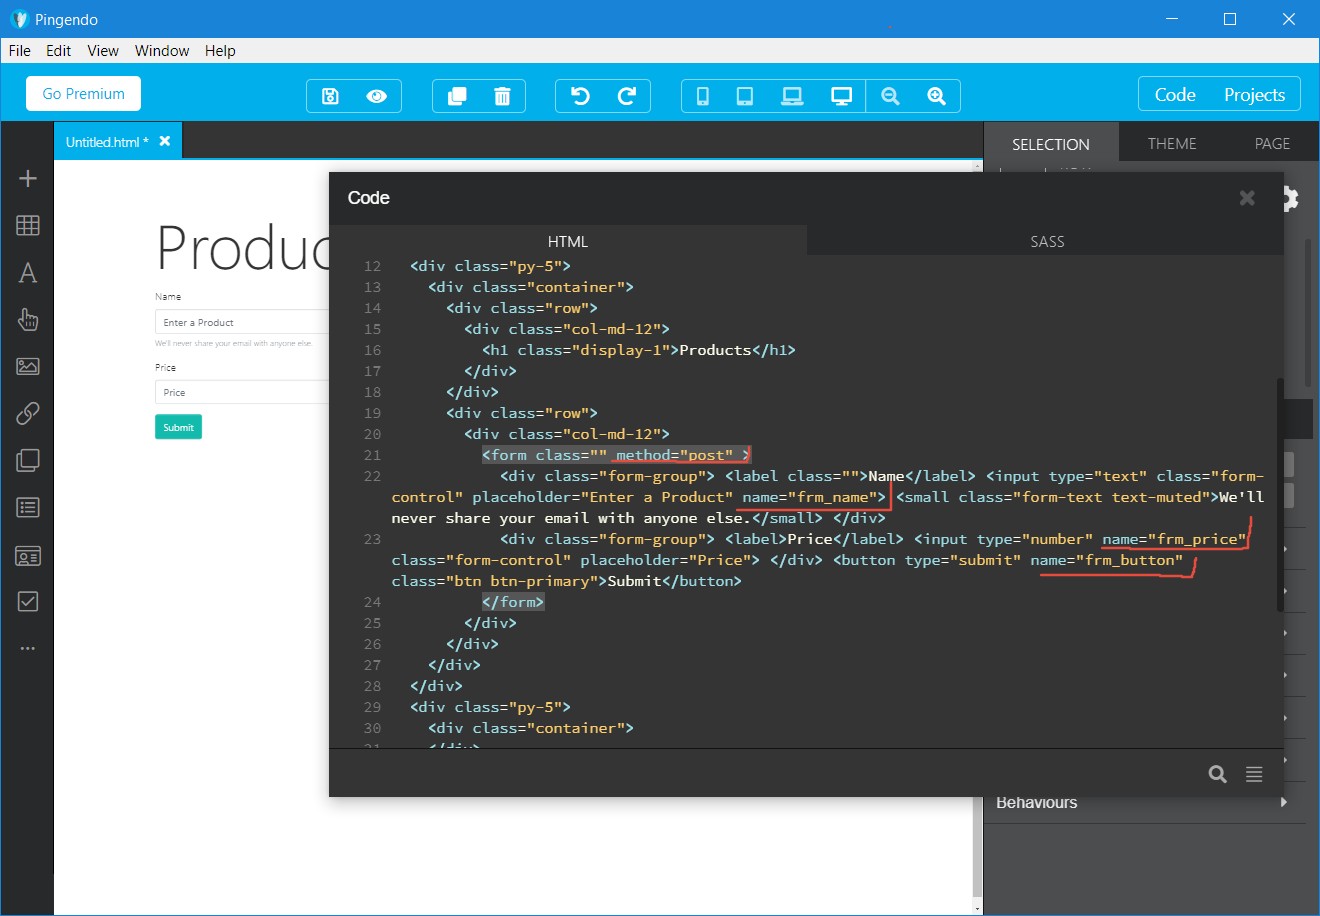 Pingendo
File Edit View Window Help
Go Premium
Code Projects
Untitled.html *
SELECTION THEME PAGE
Produc
Name
Enter a Product
We'll never share your email with anyone else.
Price
Price
Submit
Code
HTML SASS
12 <div class="py-5">
13 <div class="container">
14 <div class="row">
15 <div class="col-md-12">
16 <h1 class="display-1">Products</h1>
17 </div>
18 </div>
19 <div class="row">
20 <div class="col-md-12">
21 <form class="" method="post" >
22 <div class="form-group"> <label class="">Name</label> <input type="text" class="form-
control" placeholder="Enter a Product" name="frm_name"> <small class="form-text text-muted">We'll
never share your email with anyone else.</small> </div>
23 <div class="form-group"> <label>Price</label> <input type="number" name="frm_price"
class="form-control" placeholder="Price"> </div> <button type="submit" name="frm_button"
class="btn btn-primary">Submit</button>
24 </form>
25 </div>
26 </div>
27 </div>
28 </div>
29 <div class="py-5">
30 <div class="container">
31 </div>
Behaviours